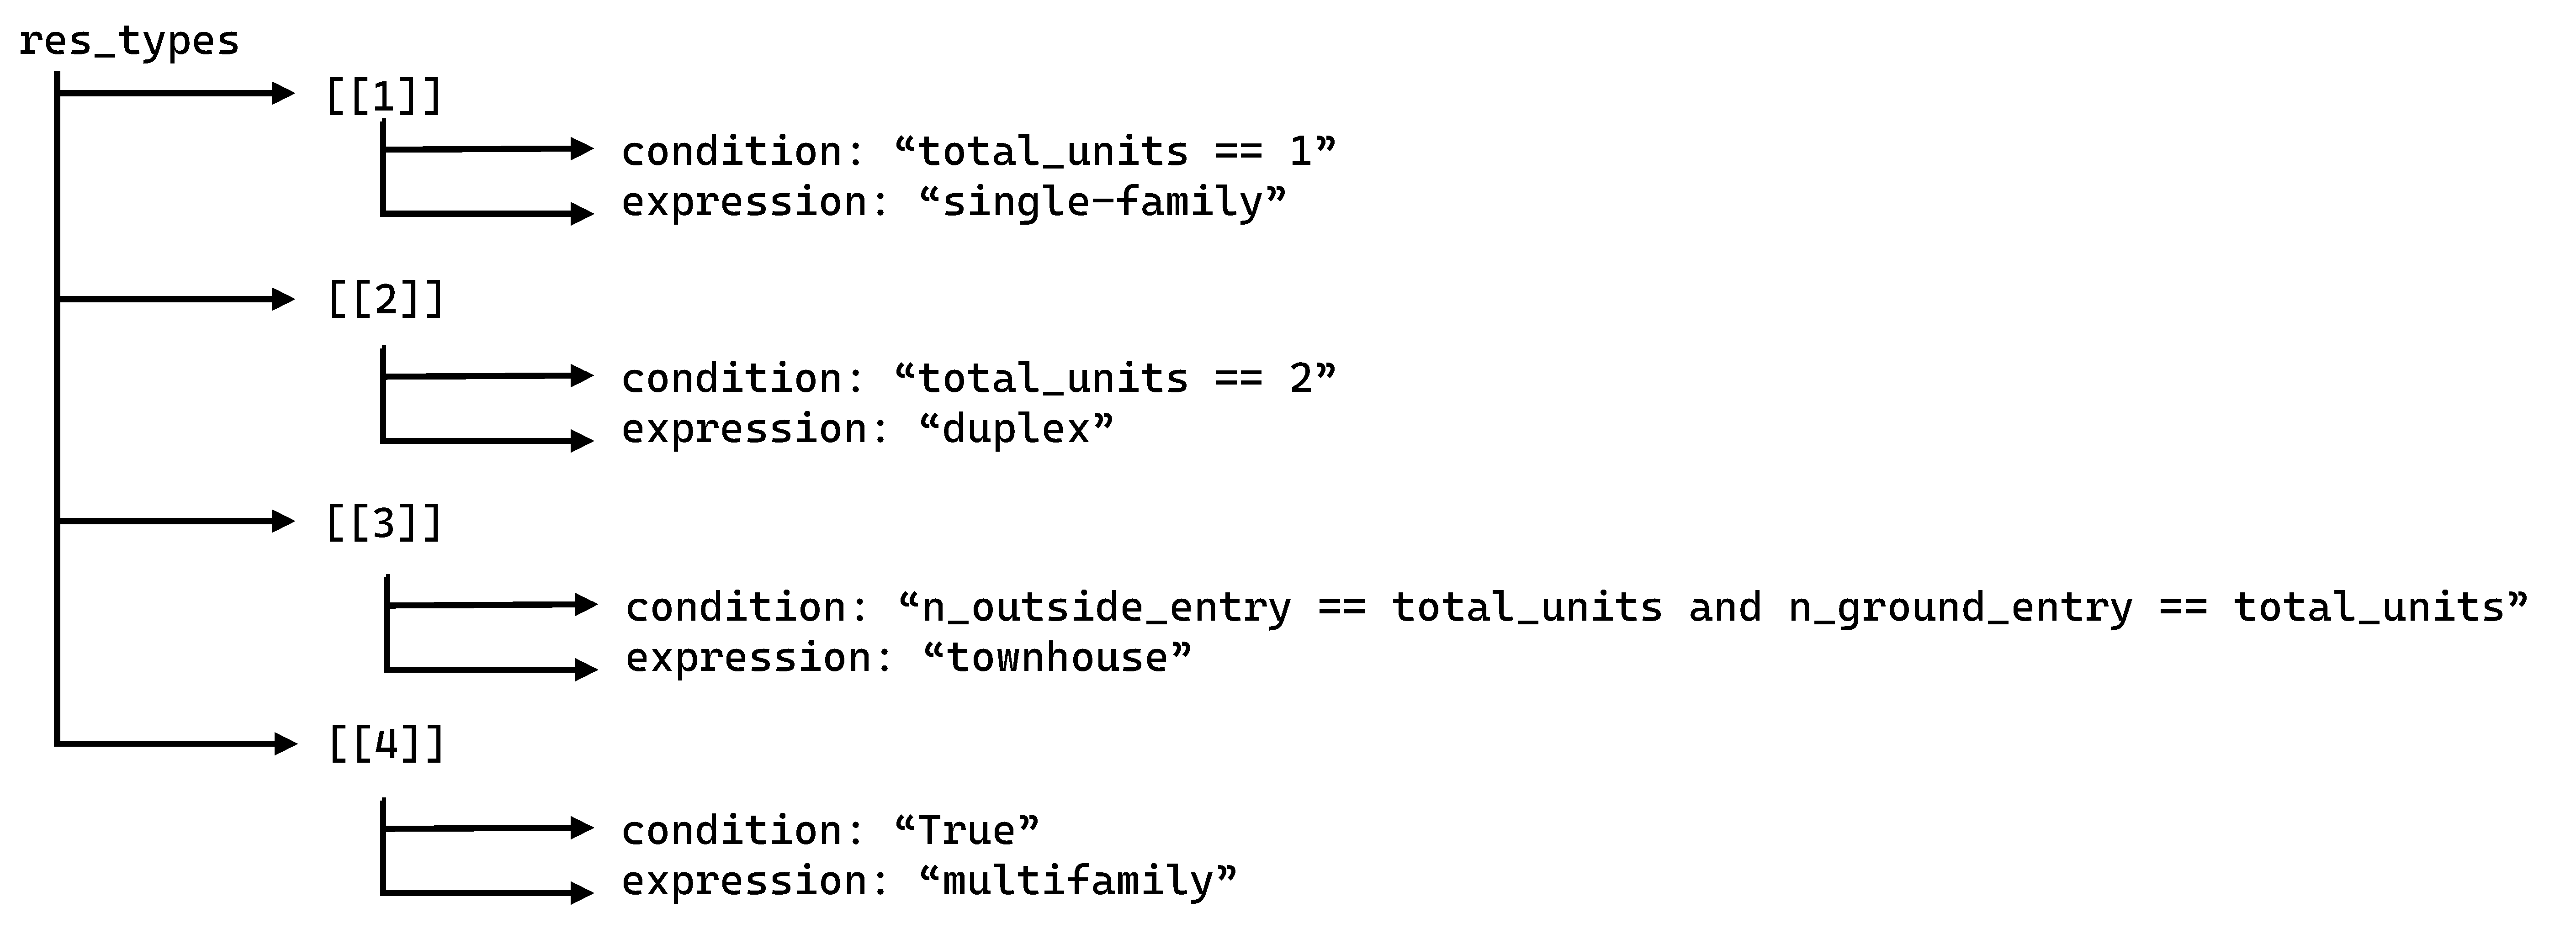 res_types
[[1]]
condition: “total_units == 1”
expression: “single-family”
[[2]]
condition: “total_units == 2”
expression: “duplex”
[[3]]
condition: “n_outside_entry == total_units and n_ground_entry == total_units”
expression: “townhouse”
[[4]]
condition: “True”
expression: “multifamily”